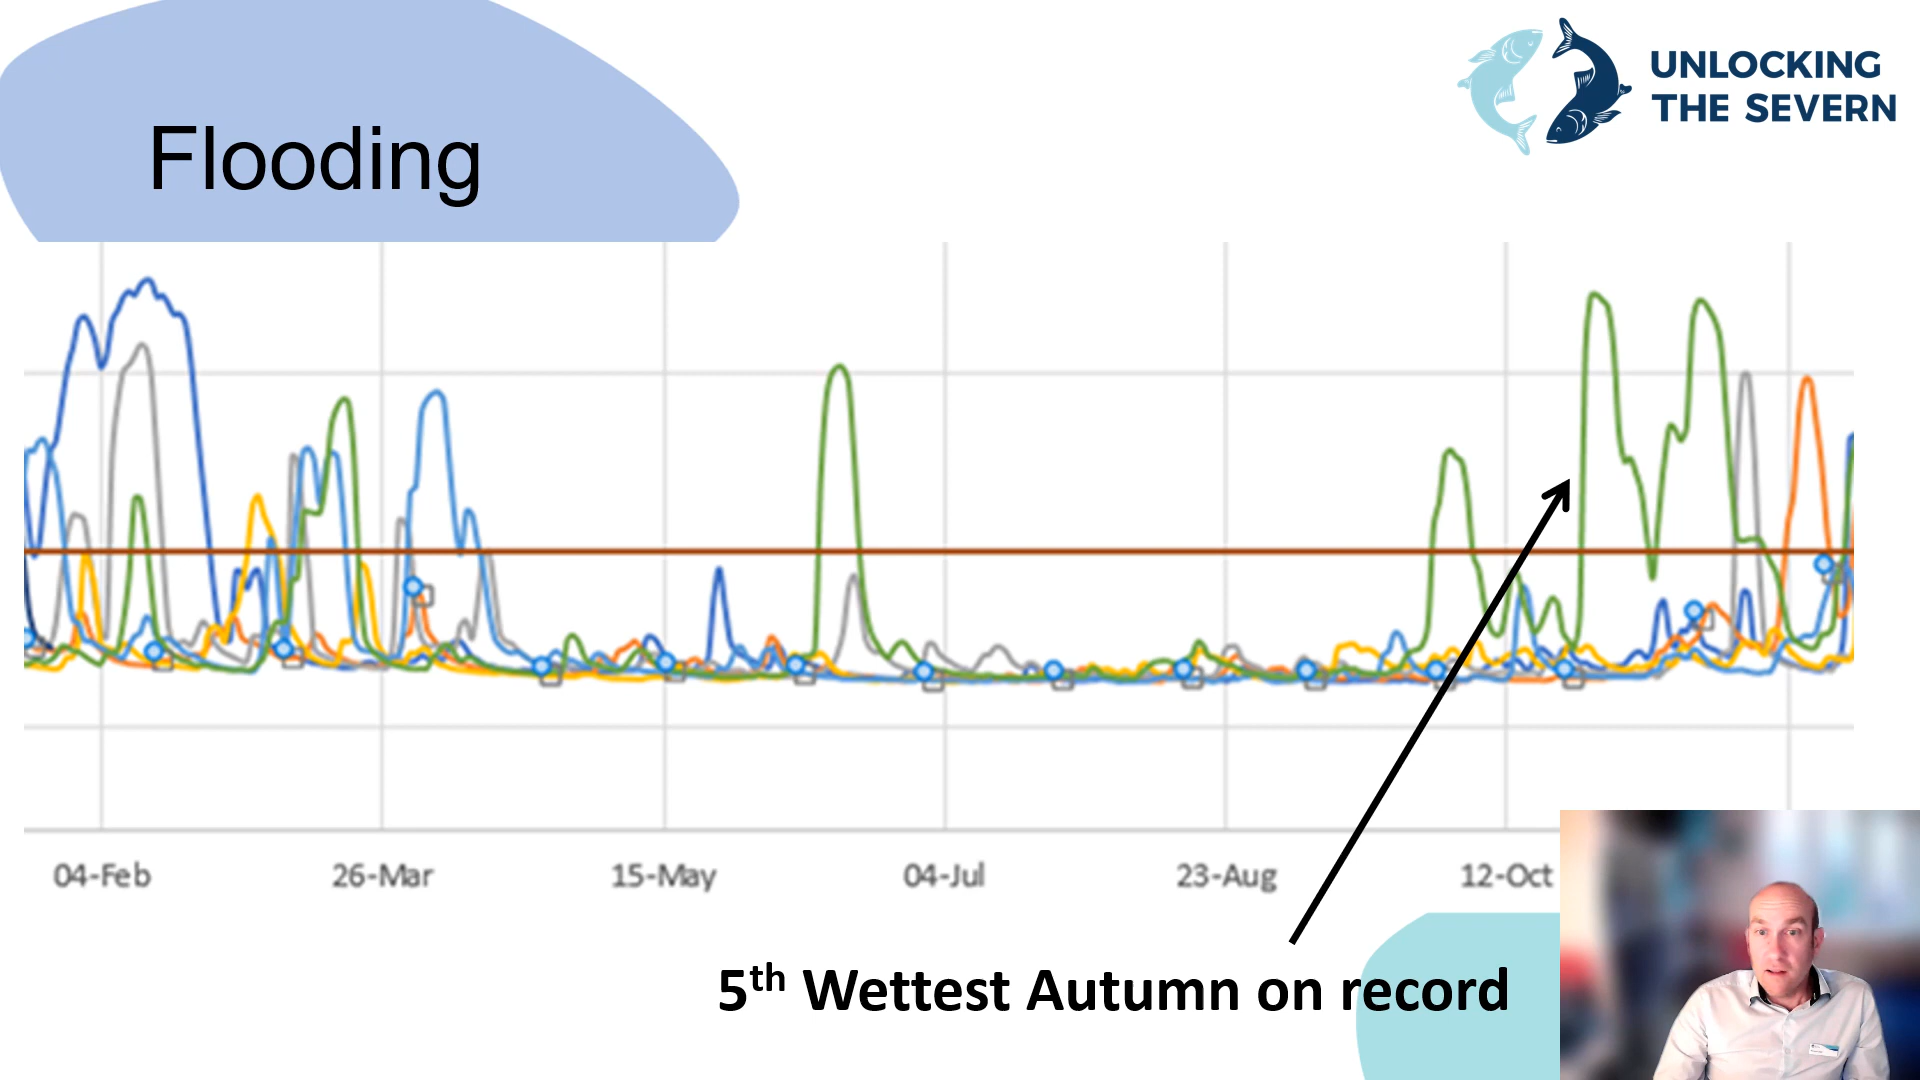 Flooding
UNLOCKING
THE SEVERN
04-Feb
26-Mar
15-May
04-Jul
23-Aug
12-Oct
5th Wettest Autumn on record